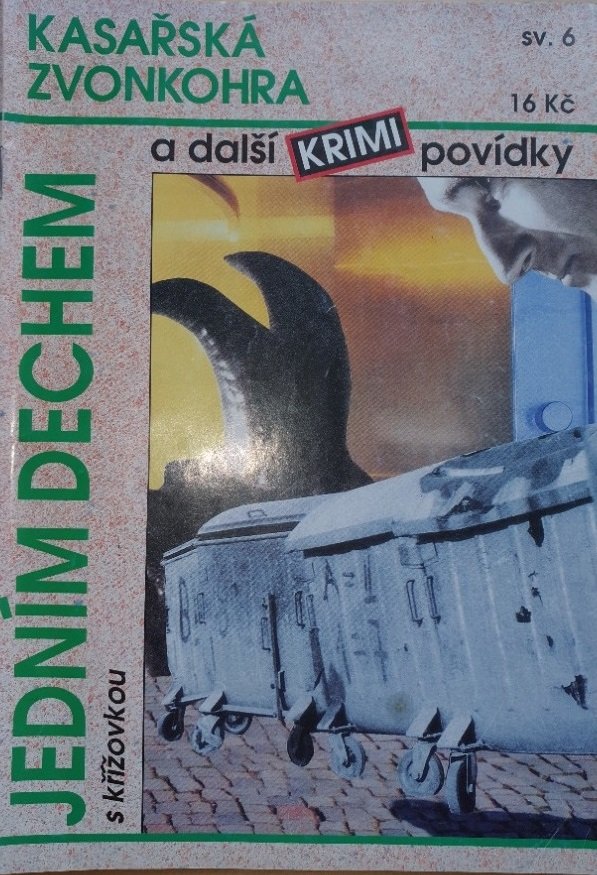 KASAŘSKÁ
ZVONKOHRA
sv. 6
16 Kč
a další KRIMI povídky
JEDNÍM DECHEM
s křížovkou